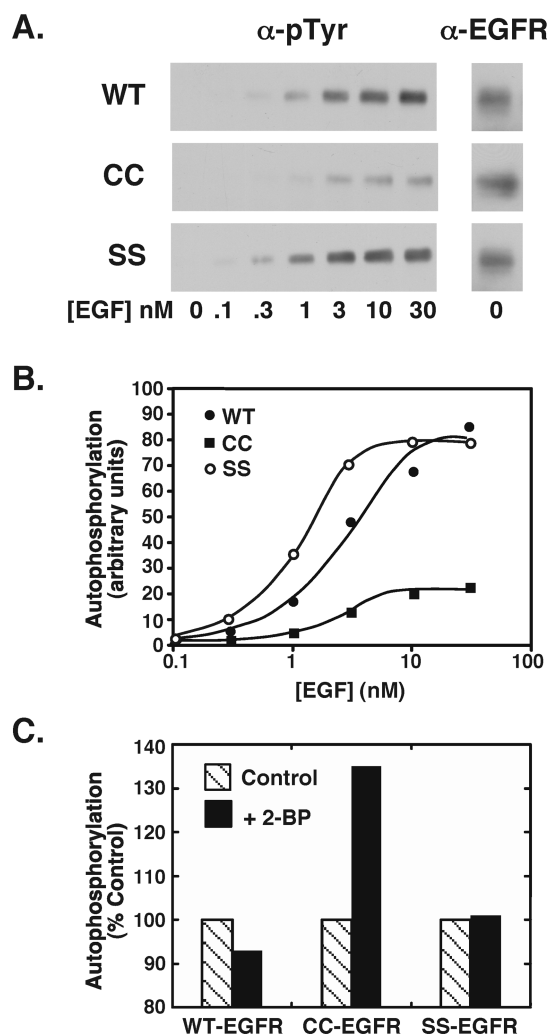 A.
α-pTyr α-EGFR
WT
CC
SS
[EGF] nM 0 .1 .3 1 3 10 30 0
B.
Autophosphorylation
(arbitrary units)
100
90
80
70
60
50
40
30
20
10
0
WT
CC
SS
0.1 1 10 100
[EGF] (nM)
C.
Autophosphorylation
(% Control)
140
130
120
110
100
90
80
Control
+ 2-BP
WT-EGFR CC-EGFR SS-EGFR